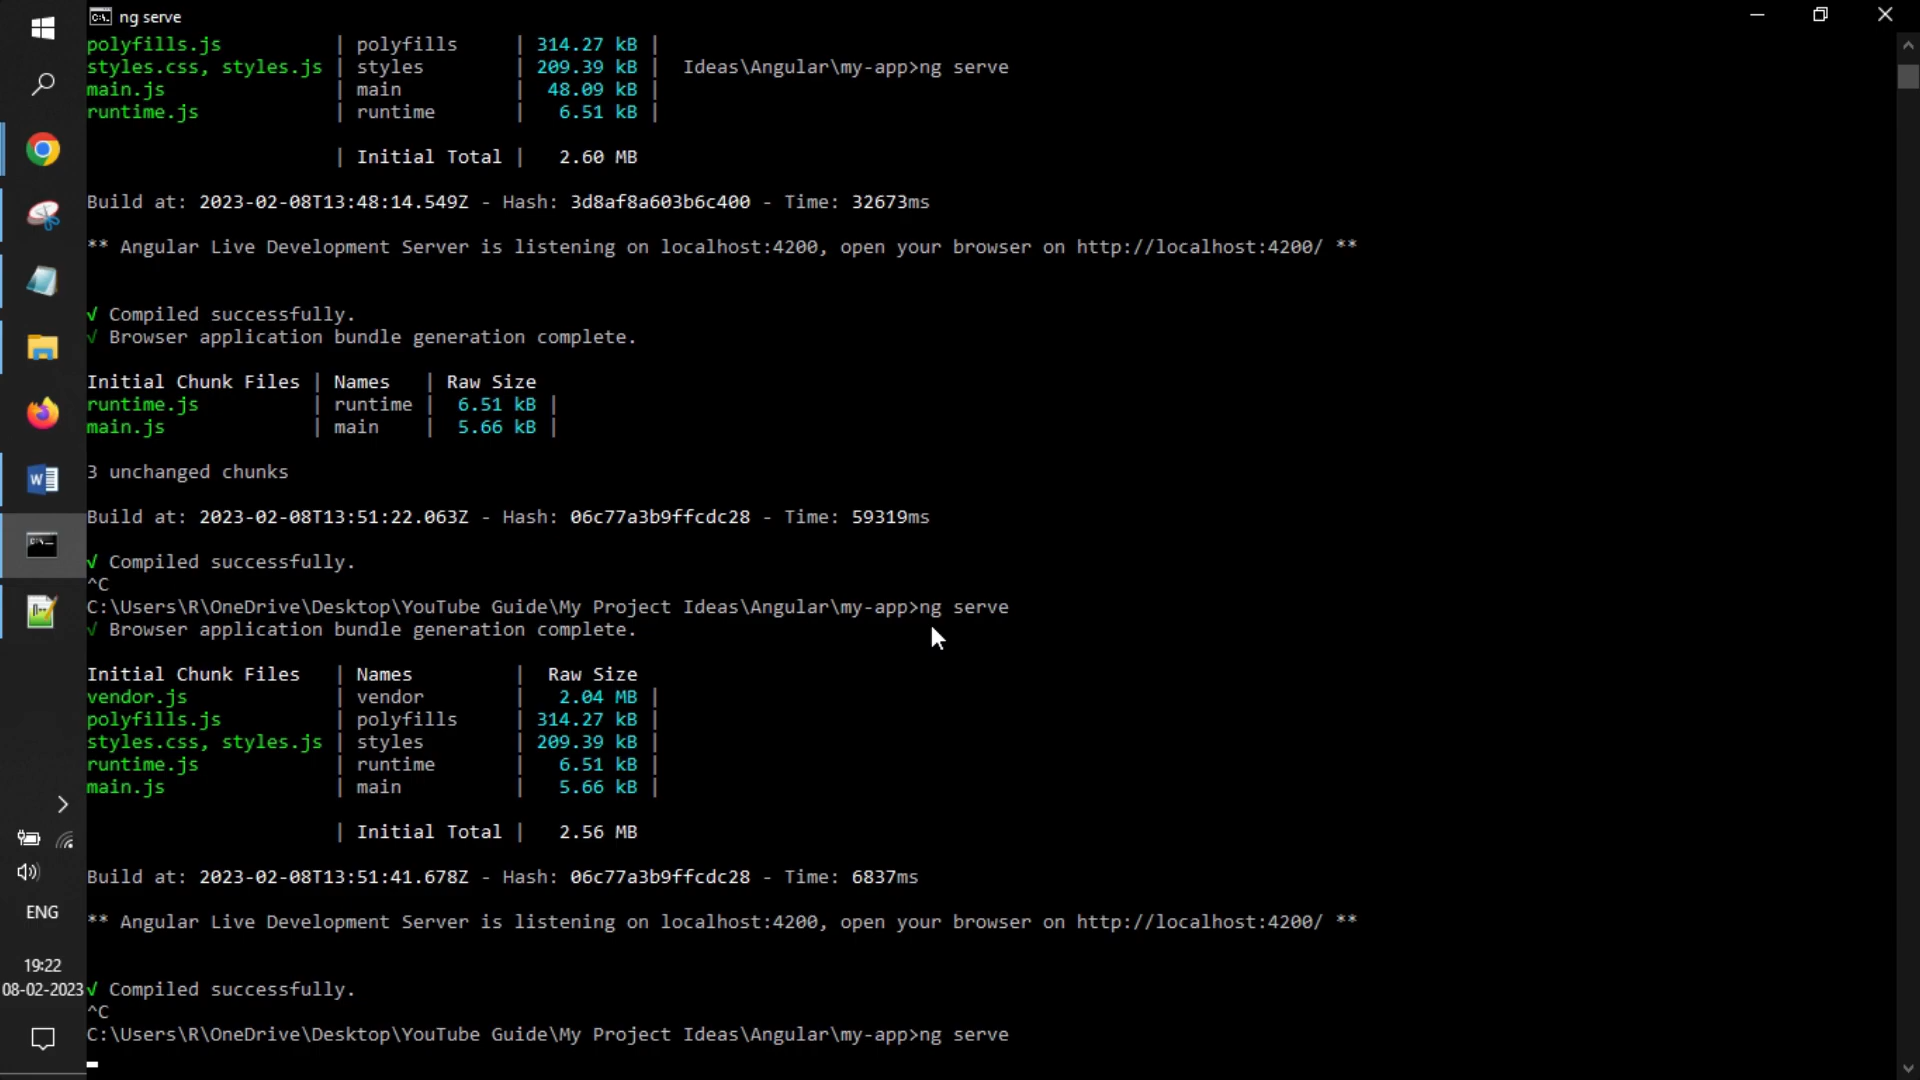 ng serve
polyfills.js | polyfills | 314.27 kB |
styles.css, styles.js | styles | 209.39 kB | Ideas\Angular\my-app>ng serve
main.js | main | 48.09 kB |
runtime.js | runtime | 6.51 kB |
| Initial Total | 2.60 MB
Build at: 2023-02-08T13:48:14.549Z - Hash: 3d8af8a603b6c400 - Time: 32673ms
** Angular Live Development Server is listening on localhost:4200, open your browser on http://localhost:4200/ **
√ Compiled successfully.
√ Browser application bundle generation complete.
Initial Chunk Files | Names | Raw Size
runtime.js | runtime | 6.51 kB |
main.js | main | 5.66 kB |
3 unchanged chunks
Build at: 2023-02-08T13:51:22.063Z - Hash: 06c77a3b9ffcdc28 - Time: 59319ms
√ Compiled successfully.
^C
C:\Users\R\OneDrive\Desktop\YouTube Guide\My Project Ideas\Angular\my-app>ng serve
√ Browser application bundle generation complete.
Initial Chunk Files | Names | Raw Size
vendor.js | vendor | 2.04 MB |
polyfills.js | polyfills | 314.27 kB |
styles.css, styles.js | styles | 209.39 kB |
runtime.js | runtime | 6.51 kB |
main.js | main | 5.66 kB |
| Initial Total | 2.56 MB
Build at: 2023-02-08T13:51:41.678Z - Hash: 06c77a3b9ffcdc28 - Time: 6837ms
** Angular Live Development Server is listening on localhost:4200, open your browser on http://localhost:4200/ **
√ Compiled successfully.
^C
C:\Users\R\OneDrive\Desktop\YouTube Guide\My Project Ideas\Angular\my-app>ng serve
ENG
19:22
08-02-2023